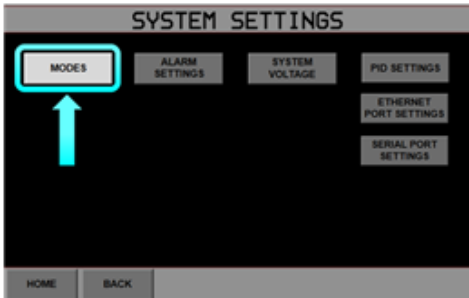 SYSTEM SETTINGS
MODES
ALARM
SETTINGS
SYSTEM
VOLTAGE
PID SETTINGS
ETHERNET
PORT SETTINGS
SERIAL PORT
SETTINGS
HOME
BACK